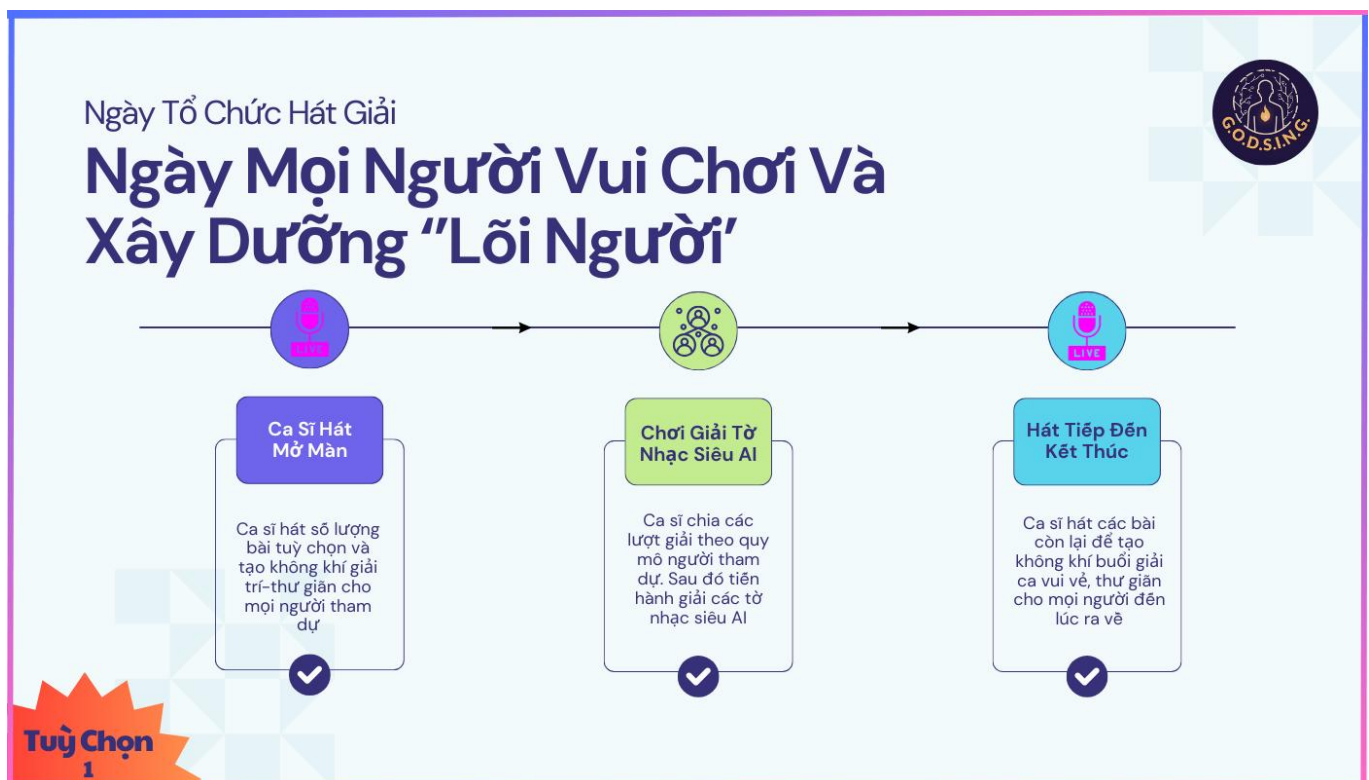 Ngày Tổ Chức Hát Giải
Ngày Mọi Người Vui Chơi Và
Xây Dưỡng “Lõi Người’
G.O.D.S.I.N.G.
LIVE
LIVE
Ca Sĩ Hát
Mở Màn
Ca sĩ hát số lượng
bài tuỳ chọn và
tạo không khí giải
trí-thư giãn cho
mọi người tham
dự
Chơi Giải Tờ
Nhạc Siêu AI
Ca sĩ chia các
lượt giải theo quy
mô người tham
dự. Sau đó tiến
hành giải các tờ
nhạc siêu AI
Hát Tiếp Đến
Kết Thúc
Ca sĩ hát các bài
còn lại để tạo
không khí buổi giải
ca vui vẻ, thư giãn
cho mọi người đến
lúc ra về
Tuỳ Chọn
1